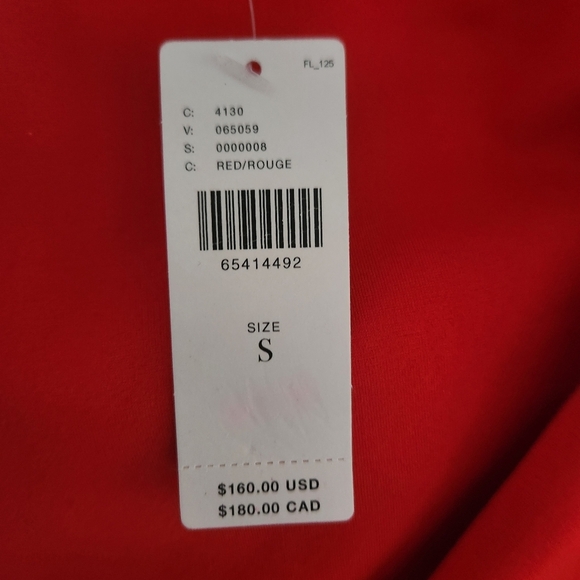 FL_125
C: 4130
V: 065059
S: 0000008
C: RED/ROUGE
65414492
SIZE
S
$160.00 USD
$180.00 CAD